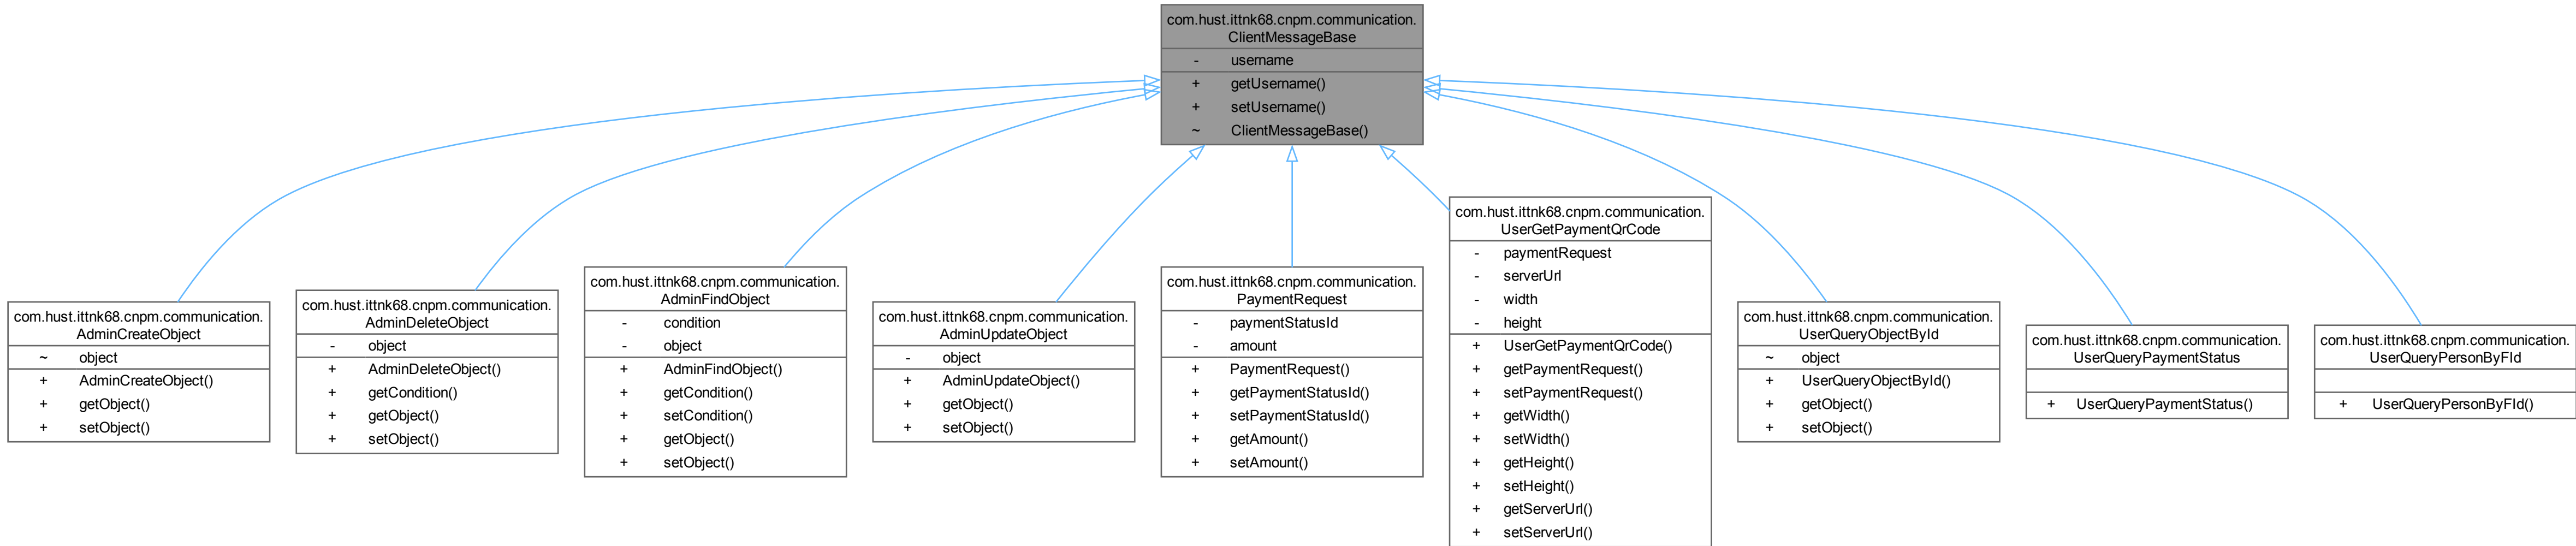 com.hust.ittnk68.cnpm.communication.
ClientMessageBase
- username
+ getUsername()
+ setUsername()
~ ClientMessageBase()
com.hust.ittnk68.cnpm.communication.
AdminCreateObject
~ object
+ AdminCreateObject()
+ getObject()
+ setObject()
com.hust.ittnk68.cnpm.communication.
AdminDeleteObject
- object
+ AdminDeleteObject()
+ getCondition()
+ getObject()
+ setObject()
com.hust.ittnk68.cnpm.communication.
AdminFindObject
- condition
- object
+ AdminFindObject()
+ getCondition()
+ setCondition()
+ getObject()
+ setObject()
com.hust.ittnk68.cnpm.communication.
AdminUpdateObject
- object
+ AdminUpdateObject()
+ getObject()
+ setObject()
com.hust.ittnk68.cnpm.communication.
PaymentRequest
- paymentStatusId
- amount
+ PaymentRequest()
+ getPaymentStatusId()
+ setPaymentStatusId()
+ getAmount()
+ setAmount()
com.hust.ittnk68.cnpm.communication.
UserGetPaymentQrCode
- paymentRequest
- serverUrl
- width
- height
+ UserGetPaymentQrCode()
+ getPaymentRequest()
+ setPaymentRequest()
+ getWidth()
+ setWidth()
+ getHeight()
+ setHeight()
+ getServerUrl()
+ setServerUrl()
com.hust.ittnk68.cnpm.communication.
UserQueryObjectById
~ object
+ UserQueryObjectById()
+ getObject()
+ setObject()
com.hust.ittnk68.cnpm.communication.
UserQueryPaymentStatus
+ UserQueryPaymentStatus()
com.hust.ittnk68.cnpm.communication.
UserQueryPersonByFId
+ UserQueryPersonByFId()